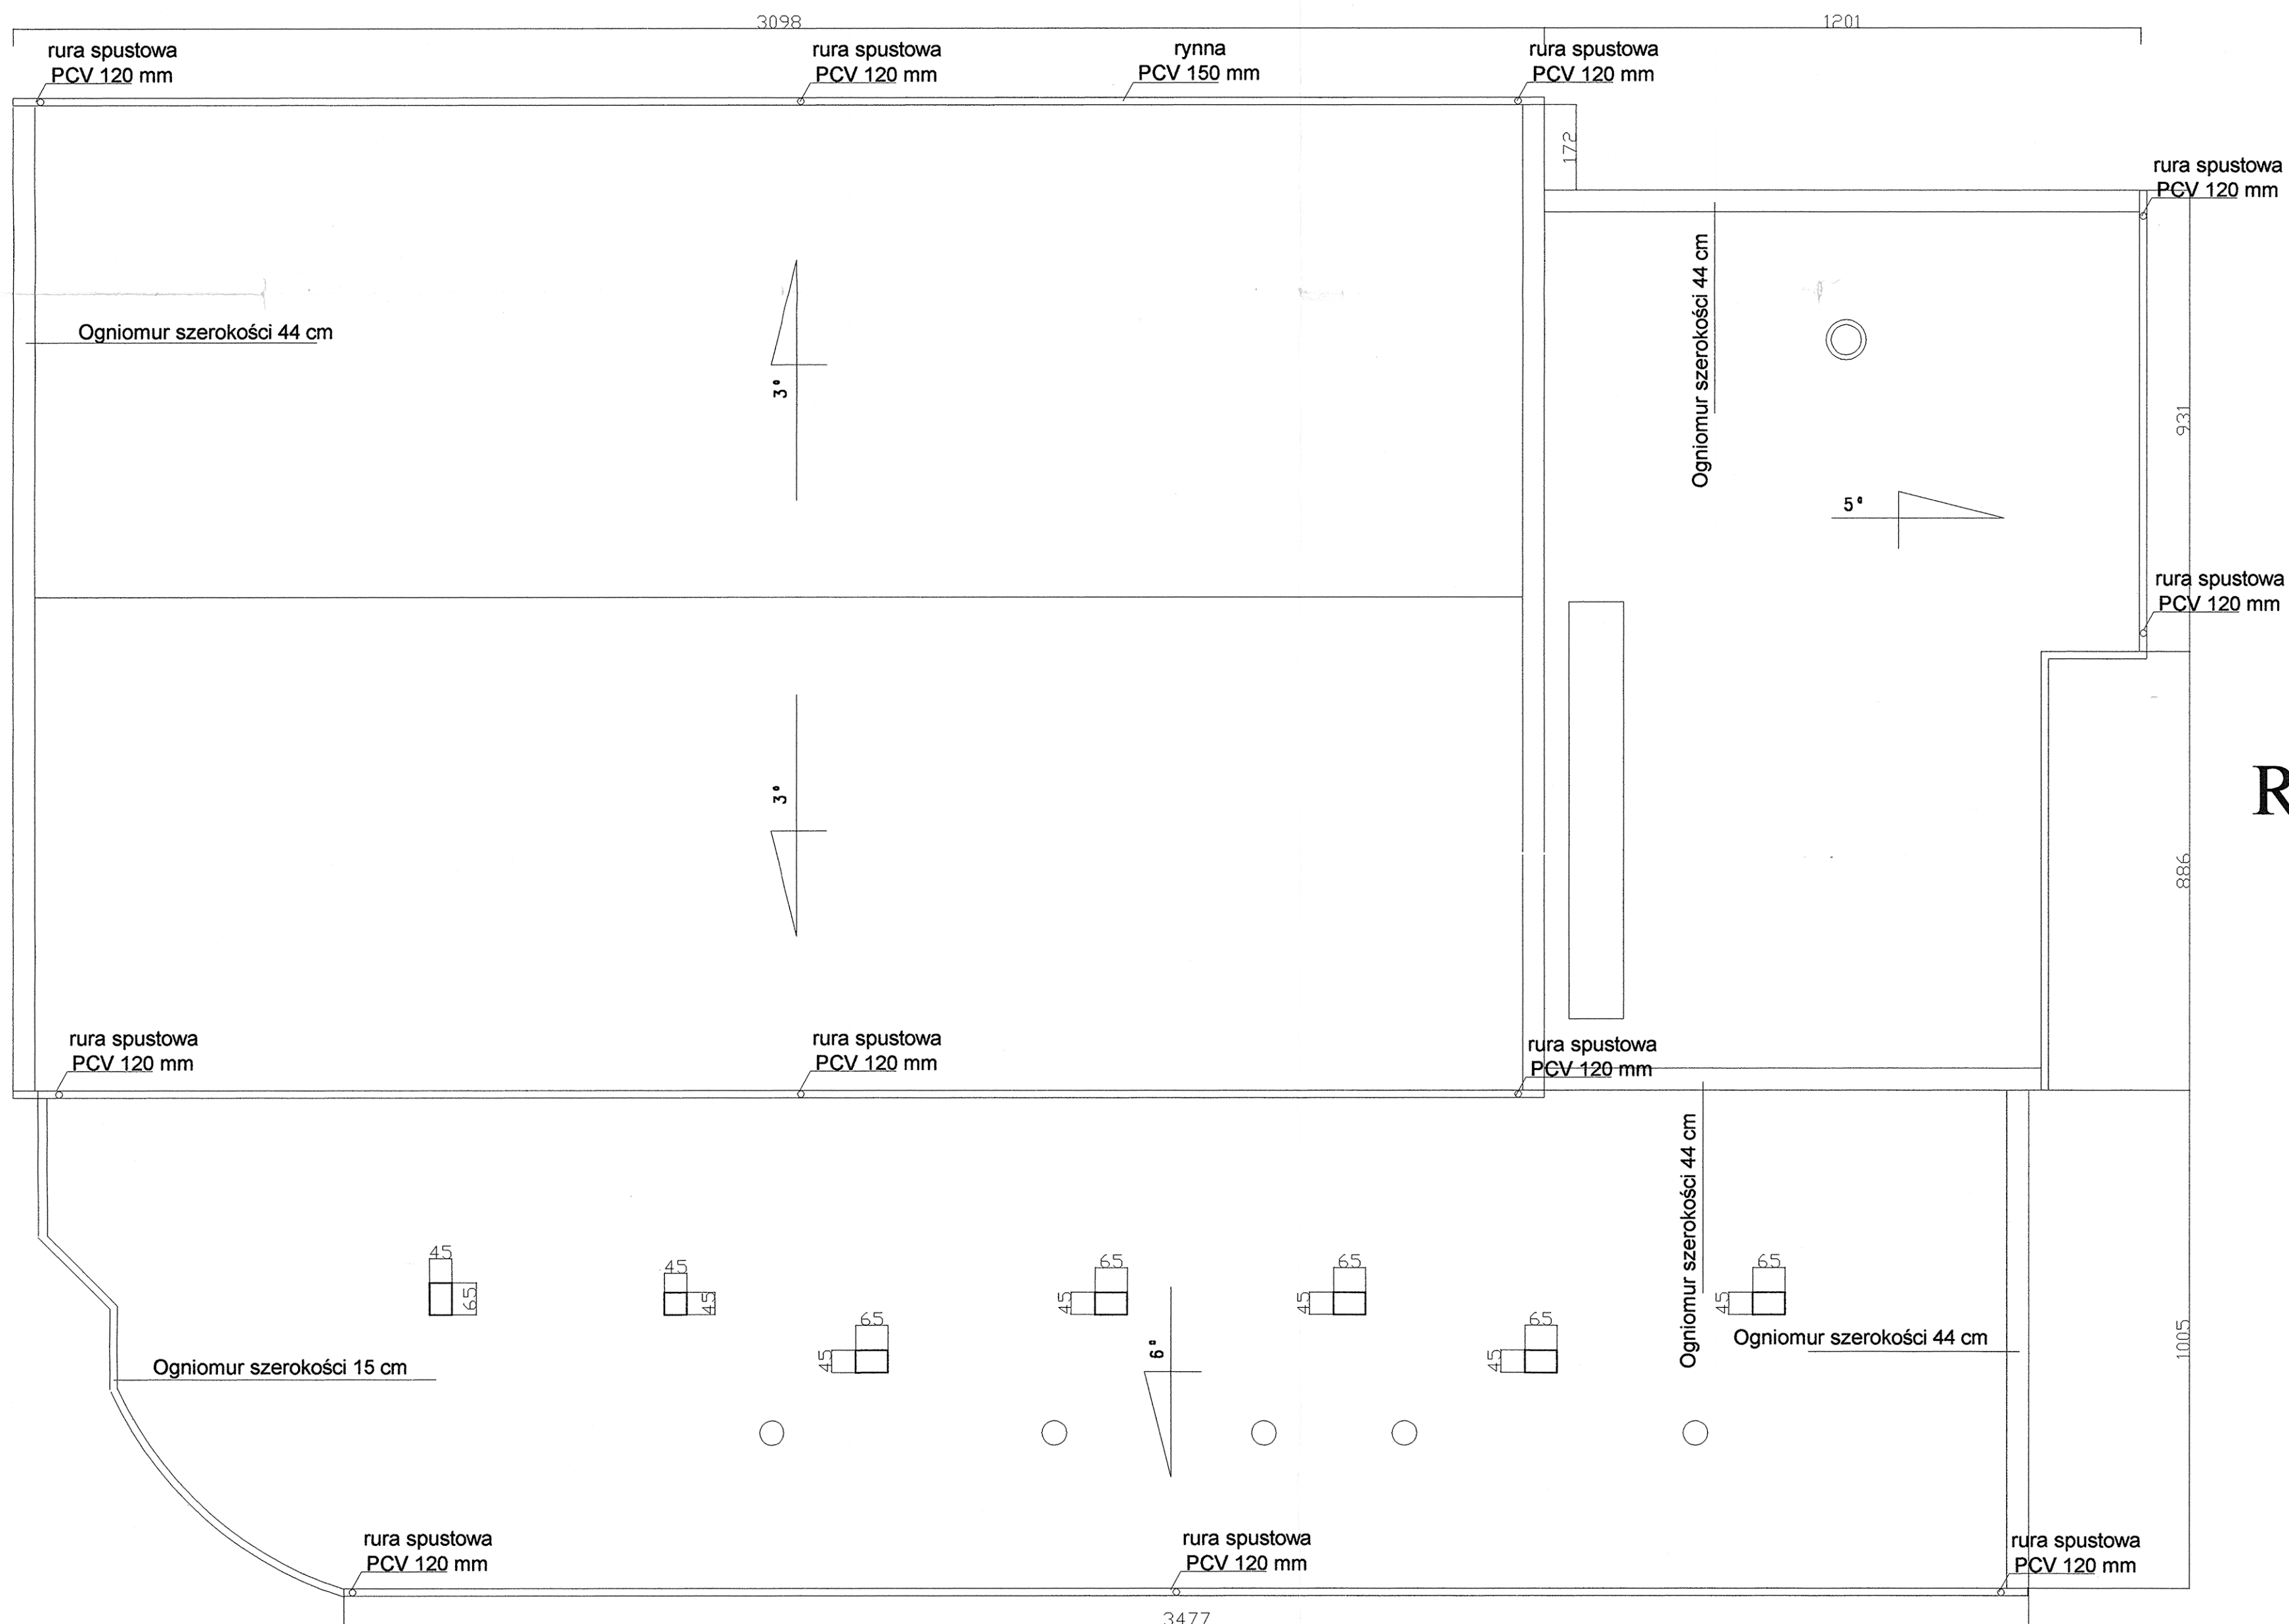 3098
1201
rura spustowa
PCV 120 mm
rura spustowa
PCV 120 mm
rynna
PCV 150 mm
rura spustowa
PCV 120 mm
172
rura spustowa
PCV 120 mm
Ogniomur szerokości 44 cm
Ogniomur szerokości 44 cm
3°
931
5°
rura spustowa
PCV 120 mm
R
3°
886
rura spustowa
PCV 120 mm
rura spustowa
PCV 120 mm
rura spustowa
PCV 120 mm
Ogniomur szerokości 44 cm
45
65
45
45
65
45
65
45
65
45
65
45
65
45
6°
Ogniomur szerokości 44 cm
1005
Ogniomur szerokości 15 cm
rura spustowa
PCV 120 mm
rura spustowa
PCV 120 mm
rura spustowa
PCV 120 mm
3477